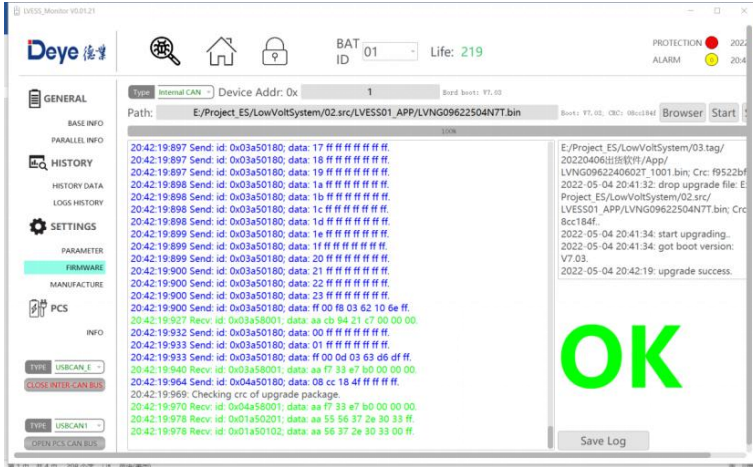 LVESS_Monitor V0.01.21
Deye 德业
BAT ID 01 Life: 219
PROTECTION 2022
ALARM 0 20:4
GENERAL
BASE INFO
PARALLEL INFO
HISTORY
HISTORY DATA
LOGS HISTORY
SETTINGS
PARAMETER
FIRMWARE
MANUFACTURE
PCS
INFO
TYPE USBCAN_E
CLOSE INTER-CAN BUS
TYPE USBCAN1
OPEN PCS CAN BUS
Type Internal CAN Device Addr: 0x 1 Bord boot: V7.03
Path: E:/Project_ES/LowVoltSystem/02.src/LVESS01_APP/LVNG09622504N7T.bin Boot: V7.03, CRC: 08cc184f Browser Start S
100%
20:42:19:897 Send: id: 0x03a50180; data: 17 ff ff ff ff ff ff ff.
20:42:19:897 Send: id: 0x03a50180; data: 18 ff ff ff ff ff ff ff.
20:42:19:897 Send: id: 0x03a50180; data: 19 ff ff ff ff ff ff ff.
20:42:19:898 Send: id: 0x03a50180; data: 1a ff ff ff ff ff ff ff.
20:42:19:898 Send: id: 0x03a50180; data: 1b ff ff ff ff ff ff ff.
20:42:19:898 Send: id: 0x03a50180; data: 1c ff ff ff ff ff ff ff.
20:42:19:898 Send: id: 0x03a50180; data: 1d ff ff ff ff ff ff ff.
20:42:19:899 Send: id: 0x03a50180; data: 1e ff ff ff ff ff ff ff.
20:42:19:899 Send: id: 0x03a50180; data: 1f ff ff ff ff ff ff ff.
20:42:19:899 Send: id: 0x03a50180; data: 20 ff ff ff ff ff ff ff.
20:42:19:900 Send: id: 0x03a50180; data: 21 ff ff ff ff ff ff ff.
20:42:19:900 Send: id: 0x03a50180; data: 22 ff ff ff ff ff ff ff.
20:42:19:900 Send: id: 0x03a50180; data: 23 ff ff ff ff ff ff ff.
20:42:19:900 Send: id: 0x03a50180; data: ff 00 f8 03 62 10 6e ff.
20:42:19:927 Recv: id: 0x03a58001; data: aa cb 94 21 c7 00 00 00.
20:42:19:932 Send: id: 0x03a50180; data: 00 ff ff ff ff ff ff ff.
20:42:19:933 Send: id: 0x03a50180; data: 01 ff ff ff ff ff ff ff.
20:42:19:933 Send: id: 0x03a50180; data: ff 00 0d 03 63 d6 df ff.
20:42:19:940 Recv: id: 0x03a58001; data: aa f7 33 e7 b0 00 00 00.
20:42:19:964 Send: id: 0x04a50180; data: 08 cc 18 4f ff ff ff ff.
20:42:19:969: Checking crc of upgrade package.
20:42:19:970 Recv: id: 0x04a58001; data: aa f7 33 e7 b0 00 00 00.
20:42:19:978 Recv: id: 0x01a50201; data: aa 55 56 37 2e 30 33 ff.
20:42:19:978 Recv: id: 0x01a50102; data: aa 56 37 2e 30 33 00 ff.
E:/Project_ES/LowVoltSystem/03.tag/
20220406出货软件/App/
LVNG0962240602T_1001.bin; Crc: f9522bf
2022-05-04 20:41:32: drop upgrade file: E:
Project_ES/LowVoltSystem/02.src/
LVESS01_APP/LVNG09622504N7T.bin; Crc
8cc184f..
2022-05-04 20:41:34: start upgrading..
2022-05-04 20:41:34: got boot version:
V7.03.
2022-05-04 20:42:19: upgrade success.
OK
Save Log